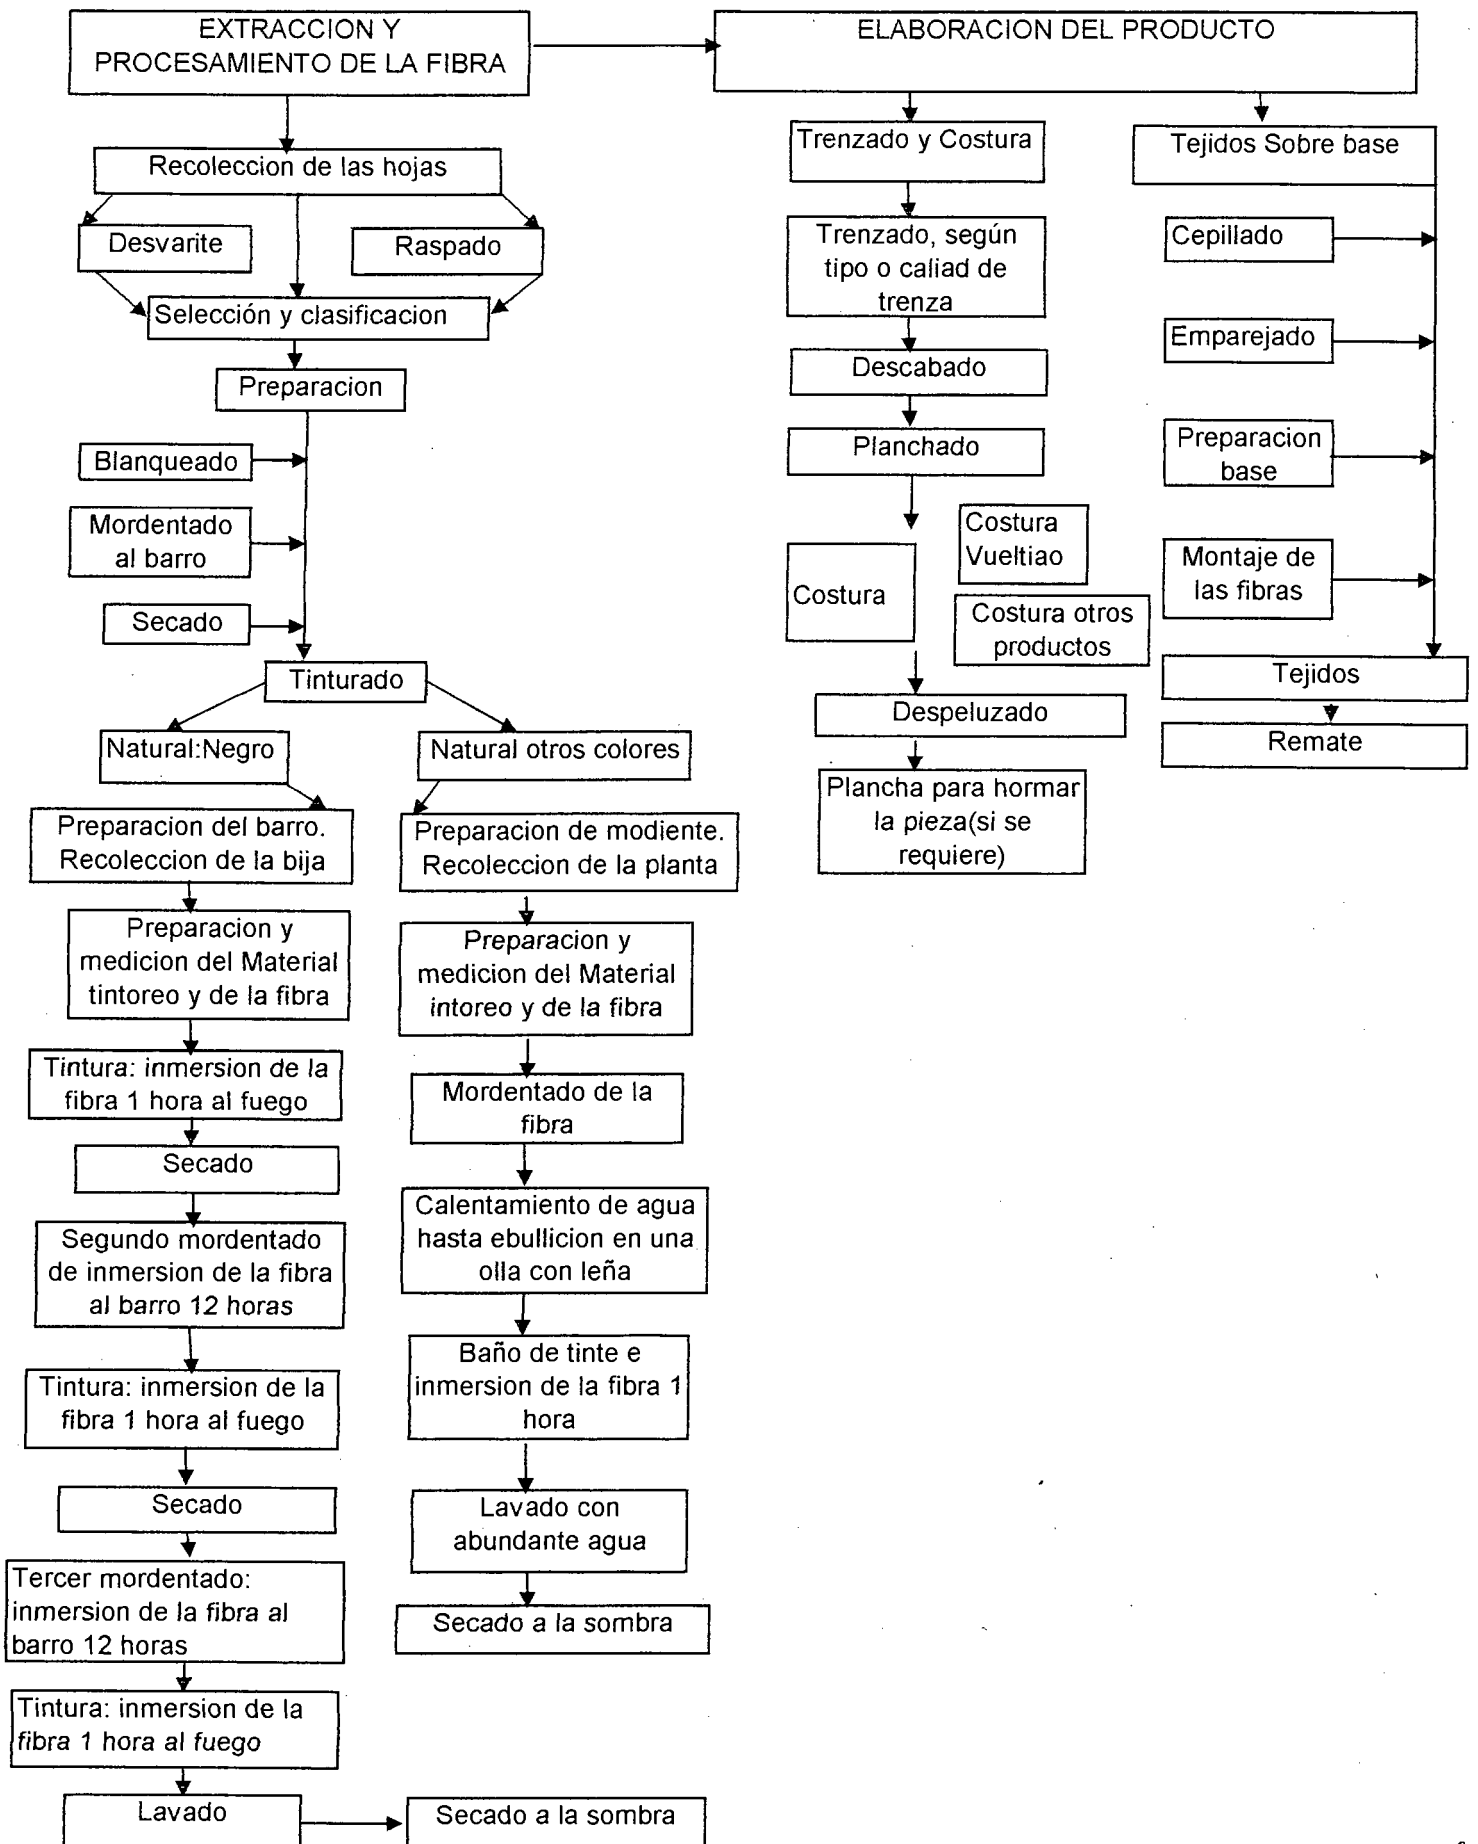 EXTRACCION Y
PROCESAMIENTO DE LA FIBRA
Recoleccion de las hojas
Desvarite
Raspado
Selección y clasificacion
Preparacion
Blanqueado
Mordentado
al barro
Secado
Tinturado
Natural:Negro
Natural otros colores
Preparacion del barro.
Recoleccion de la bija
Preparacion y
medicion del Material
tintoreo y de la fibra
Tintura: inmersion de la
fibra 1 hora al fuego
Secado
Segundo mordentado
de inmersion de la fibra
al barro 12 horas
Tintura: inmersion de la
fibra 1 hora al fuego
Secado
Tercer mordentado:
inmersion de la fibra al
barro 12 horas
Tintura: inmersion de la
fibra 1 hora al fuego
Lavado
Secado a la sombra
Preparacion de modiente.
Recoleccion de la planta
Preparacion y
medicion del Material
intoreo y de la fibra
Mordentado de la
fibra
Calentamiento de agua
hasta ebullicion en una
olla con leña
Baño de tinte e
inmersion de la fibra 1
hora
Lavado con
abundante agua
Secado a la sombra
ELABORACION DEL PRODUCTO
Trenzado y Costura
Trenzado, según
tipo o caliad de
trenza
Descabado
Planchado
Costura
Costura
Vueltiao
Costura otros
productos
Despeluzado
Plancha para hormar
la pieza(si se
requiere)
Tejidos Sobre base
Cepillado
Emparejado
Preparacion
base
Montaje de
las fibras
Tejidos
Remate